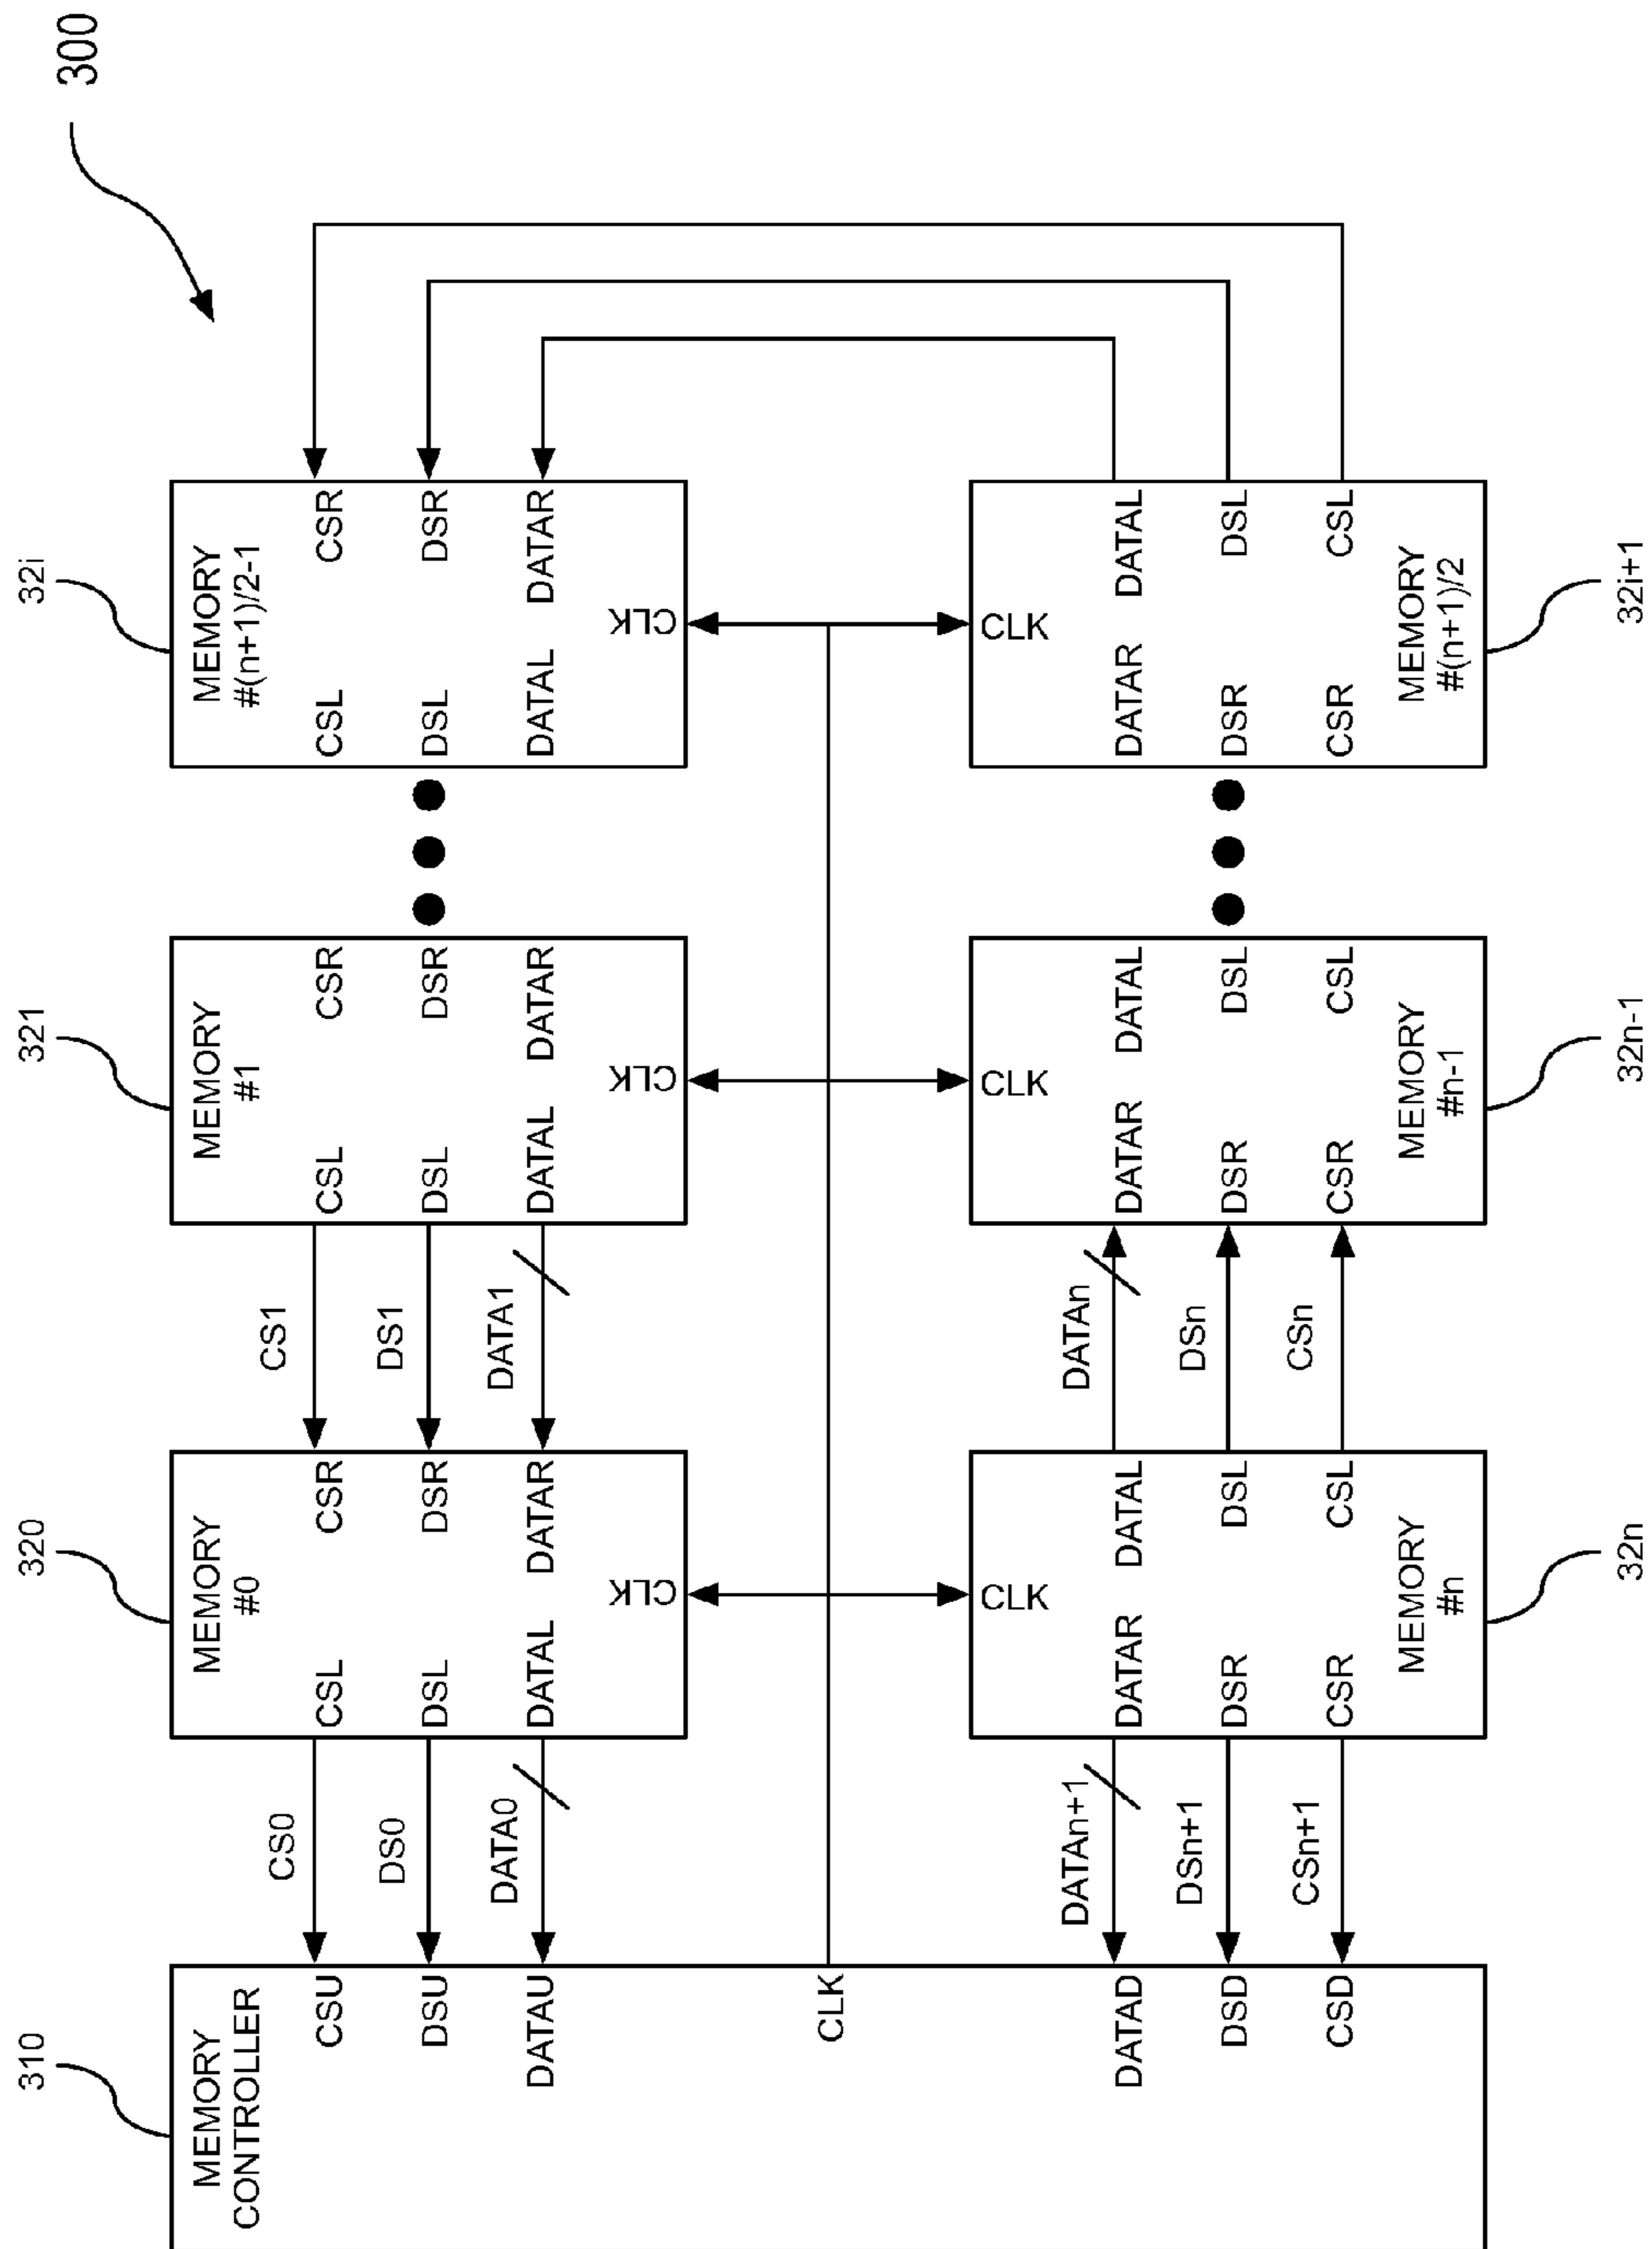 300
310
320
321
32i
MEMORY
CONTROLLER
CSU
DSU
DATAU
CLK
DATAD
DSD
CSD
CS0
DS0
DATA0
MEMORY
#0
CSL CSR
DSL DSR
DATAL DATAR
CLK
CS1
DS1
DATA1
MEMORY
#1
CSL CSR
DSL DSR
DATAL DATAR
CLK
MEMORY
#(n+1)/2-1
CSL CSR
DSL DSR
DATAL DATAR
CLK
DATAn+1
DSn+1
CSn+1
CLK
DATAR DATAL
DSR DSL
CSR CSL
MEMORY
#n
DATAn
DSn
CSn
CLK
DATAR DATAL
DSR DSL
CSR CSL
MEMORY
#n-1
CLK
DATAR DATAL
DSR DSL
CSR CSL
MEMORY
#(n+1)/2
32n
32n-1
32i+1